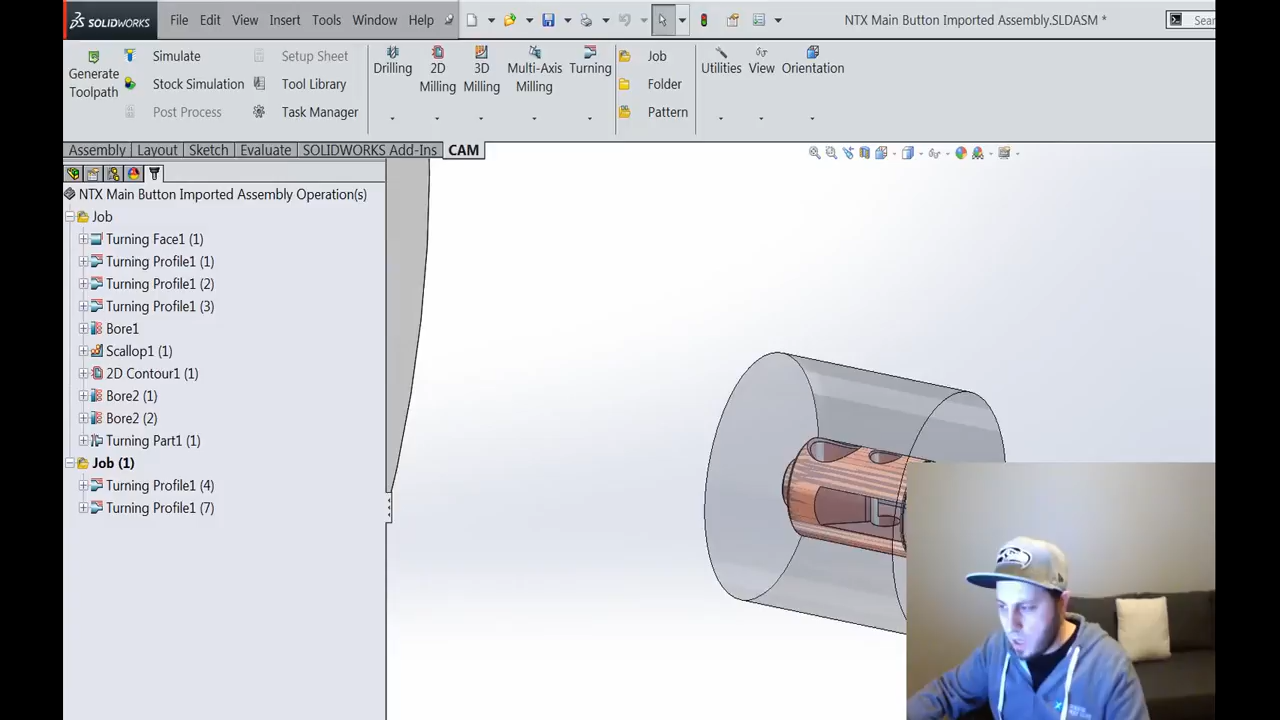 SOLIDWORKS File Edit View Insert Tools Window Help NTX Main Button Imported Assembly.SLDASM * Sear
Generate Toolpath
Simulate
Stock Simulation
Post Process
Setup Sheet
Tool Library
Task Manager
Drilling
2D Milling
3D Milling
Multi-Axis Milling
Turning
Job
Folder
Pattern
Utilities
View
Orientation
Assembly Layout Sketch Evaluate SOLIDWORKS Add-Ins CAM
NTX Main Button Imported Assembly Operation(s)
Job
Turning Face1 (1)
Turning Profile1 (1)
Turning Profile1 (2)
Turning Profile1 (3)
Bore1
Scallop1 (1)
2D Contour1 (1)
Bore2 (1)
Bore2 (2)
Turning Part1 (1)
Job (1)
Turning Profile1 (4)
Turning Profile1 (7)